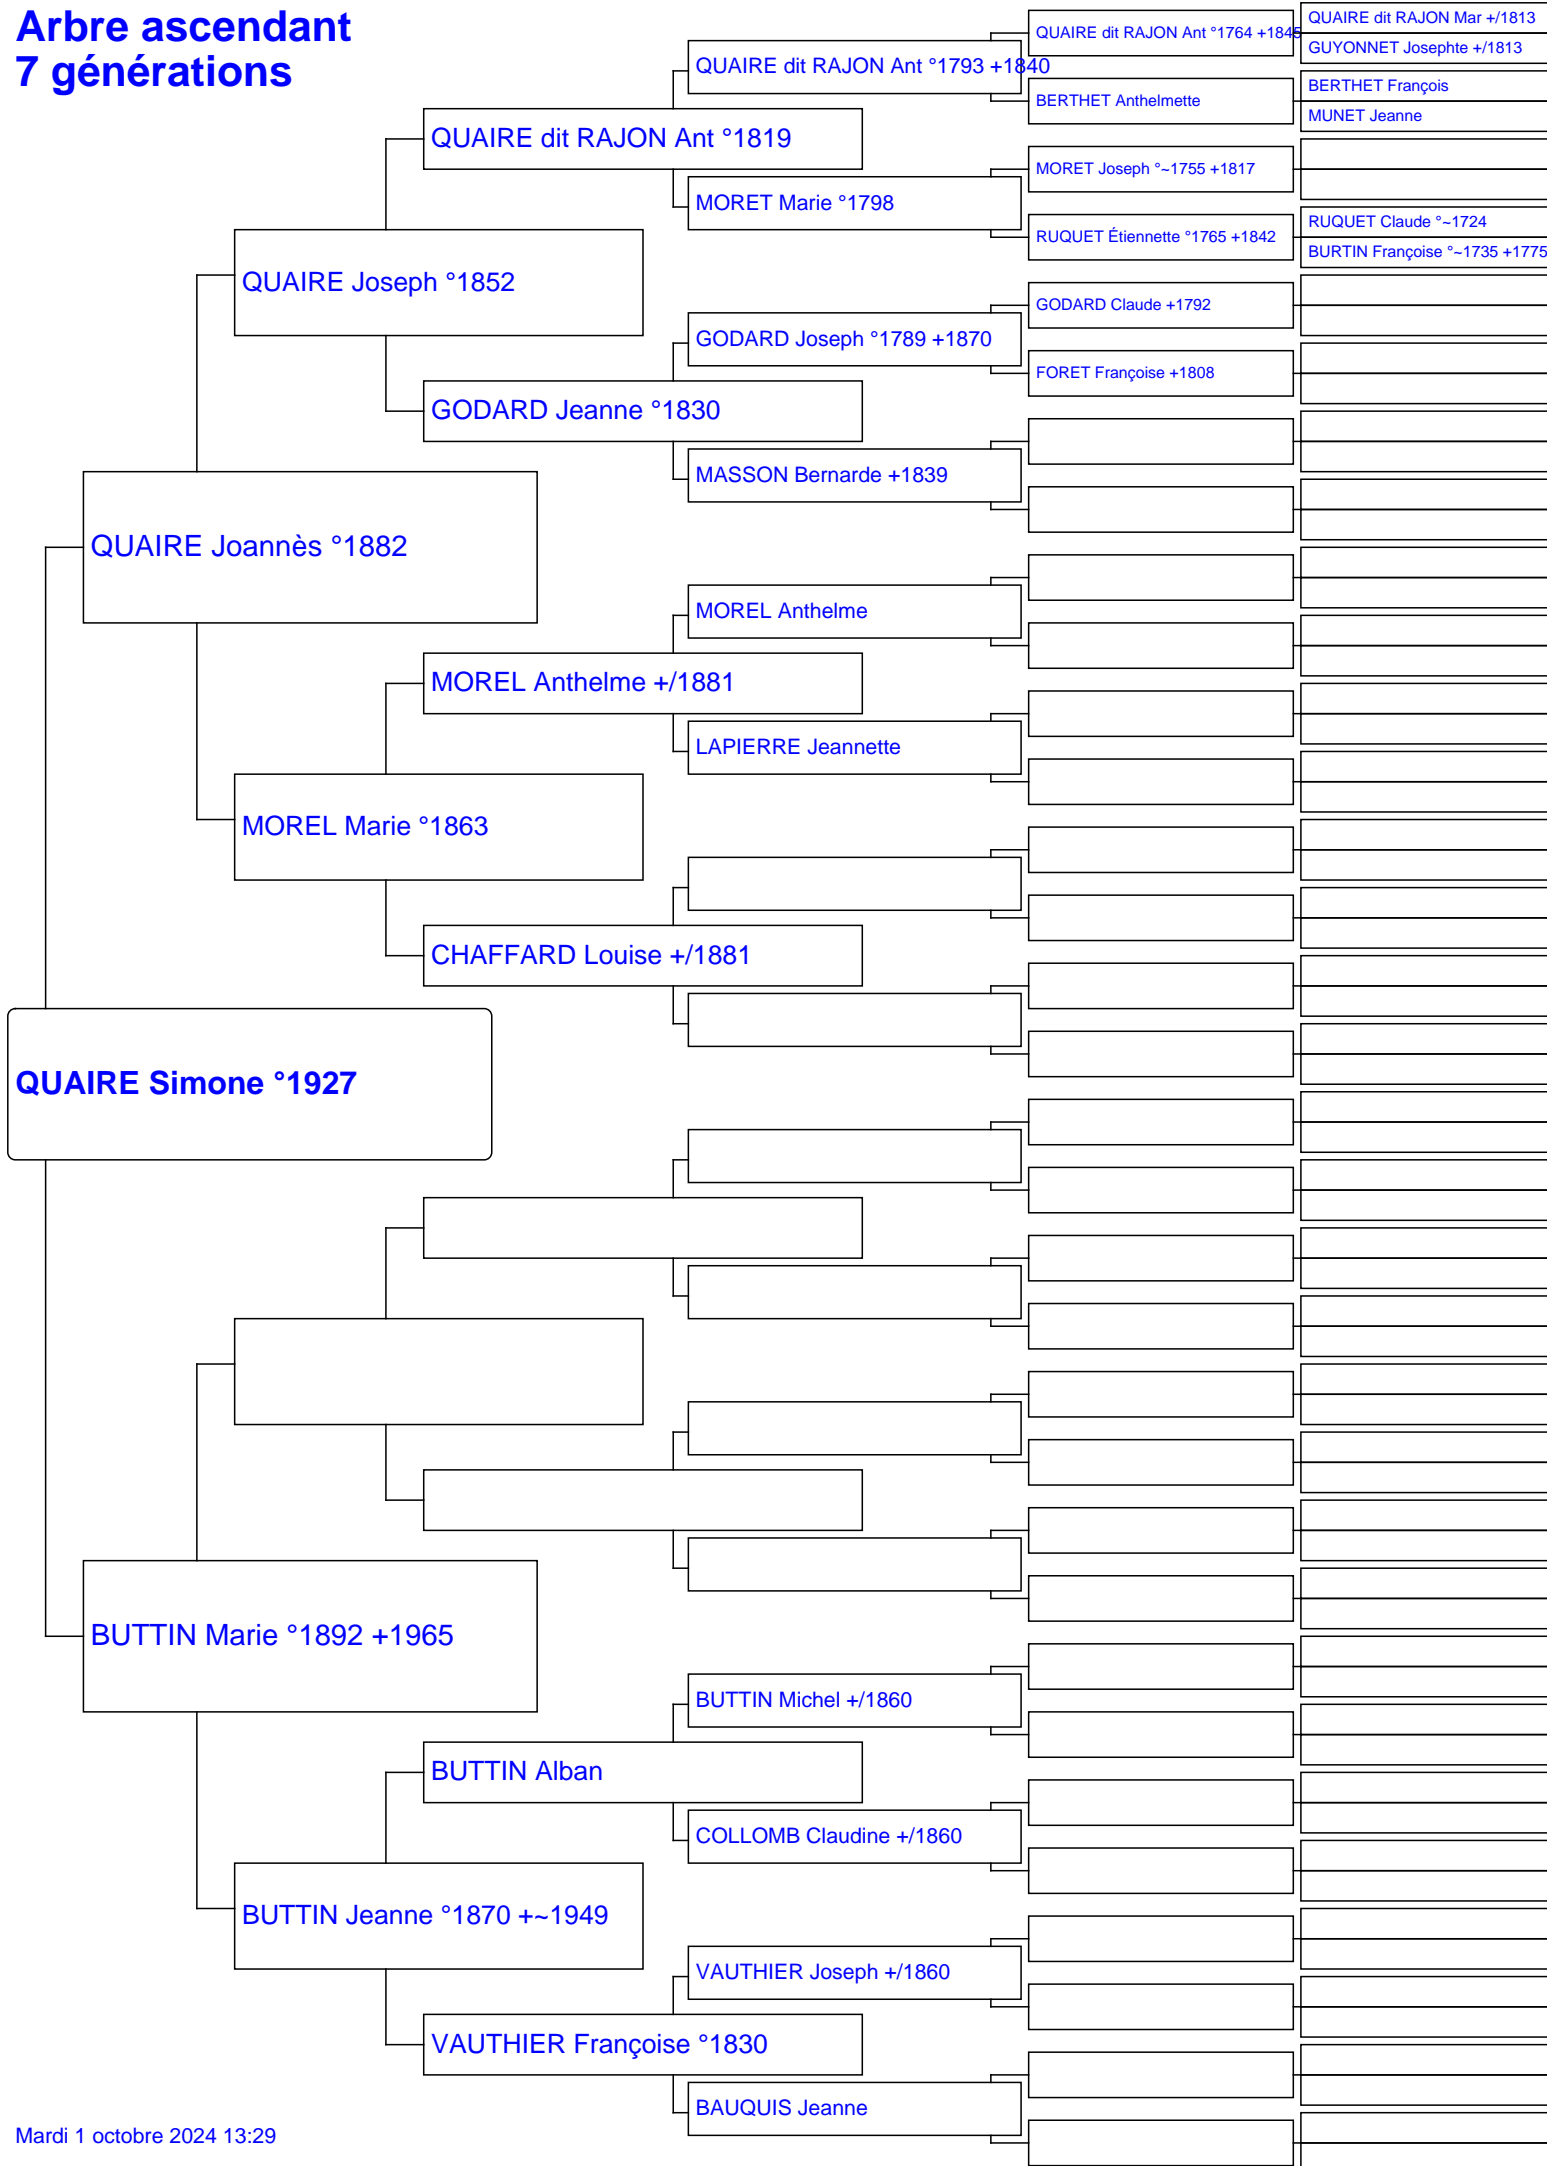 Arbre ascendant
7 générations
QUAIRE dit RAJON Mar +/1813
QUAIRE dit RAJON Ant °1764 +1845
GUYONNET Josephte +/1813
QUAIRE dit RAJON Ant °1793 +1840
BERTHET François
BERTHET Anthelmette
MUNET Jeanne
QUAIRE dit RAJON Ant °1819
MORET Joseph °~1755 +1817
MORET Marie °1798
RUQUET Claude °~1724
RUQUET Étiennette °1765 +1842
BURTIN Françoise °~1735 +1775
QUAIRE Joseph °1852
GODARD Claude +1792
GODARD Joseph °1789 +1870
FORET Françoise +1808
GODARD Jeanne °1830
MASSON Bernarde +1839
QUAIRE Joannès °1882
MOREL Anthelme
MOREL Anthelme +/1881
LAPIERRE Jeannette
MOREL Marie °1863
CHAFFARD Louise +/1881
QUAIRE Simone °1927
BUTTIN Marie °1892 +1965
BUTTIN Michel +/1860
BUTTIN Alban
COLLOMB Claudine +/1860
BUTTIN Jeanne °1870 +~1949
VAUTHIER Joseph +/1860
VAUTHIER Françoise °1830
BAUQUIS Jeanne
Mardi 1 octobre 2024 13:29